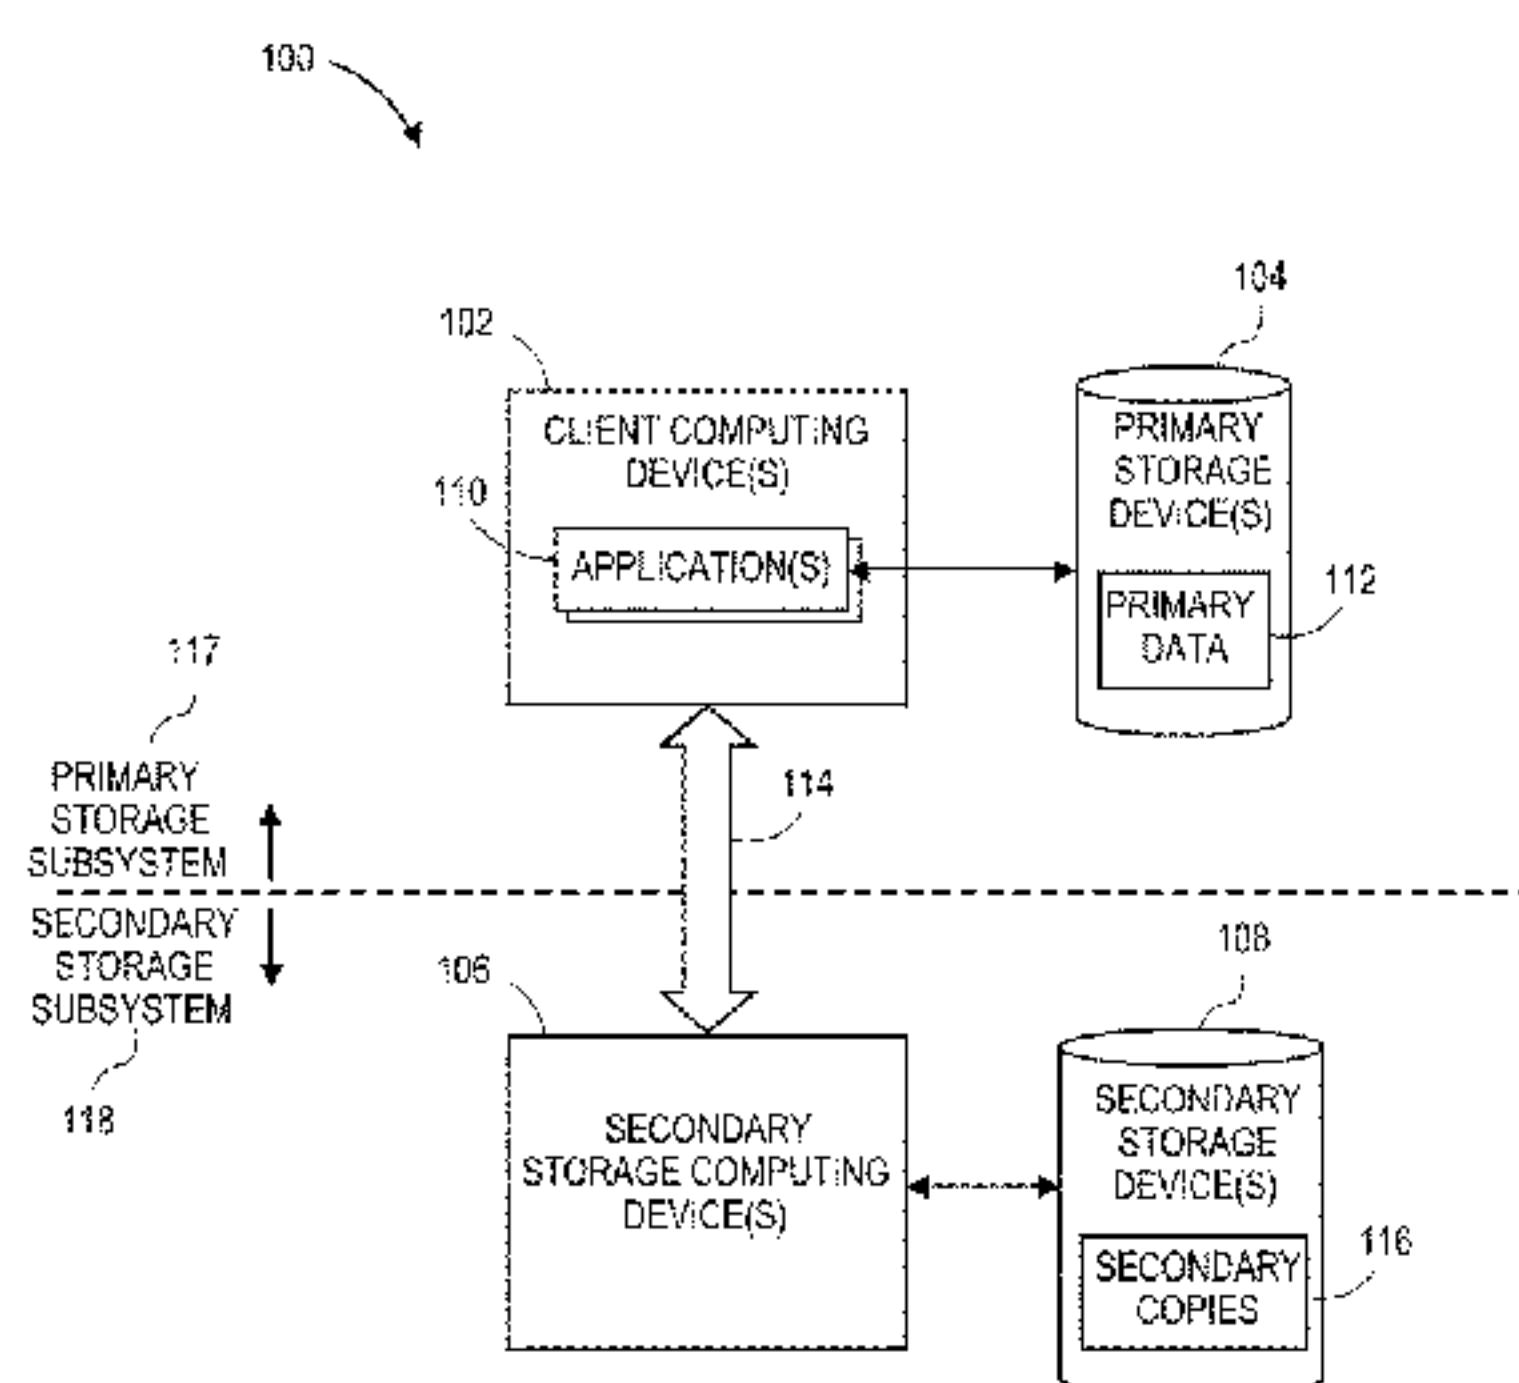 100
104
102
CLIENT COMPUTING
DEVICE(S)
110
APPLICATION(S)
PRIMARY
STORAGE
DEVICE(S)
PRIMARY
DATA
112
117
PRIMARY
STORAGE
SUBSYSTEM
114
SECONDARY
STORAGE
SUBSYSTEM
118
106
SECONDARY
STORAGE COMPUTING
DEVICE(S)
108
SECONDARY
STORAGE
DEVICE(S)
SECONDARY
COPIES
116